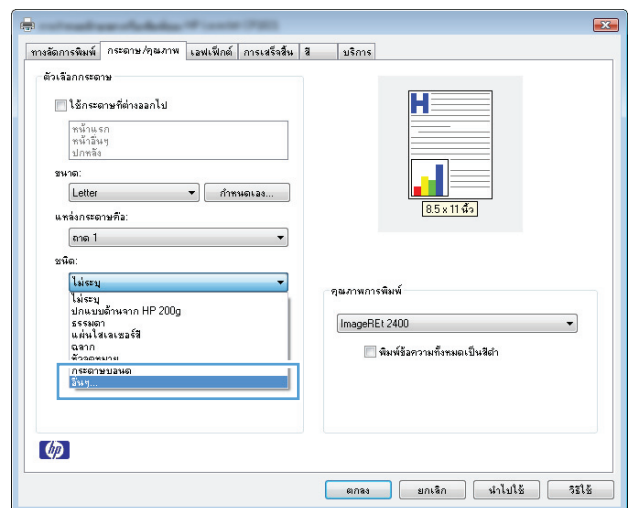 ทางลัดการพิมพ์
กระดาษ/คุณภาพ
เอฟเฟ็กต์
การเสร็จสิ้น
สี
บริการ
ตัวเลือกกระดาษ
ใช้กระดาษที่ต่างออกไป
หน้าแรก
หน้าอื่นๆ
ปกหลัง
ขนาด:
Letter
กำหนดเอง...
แหล่งกระดาษคือ:
ถาด 1
ชนิด:
ไม่ระบุ
ไม่ระบุ
ปกแบบด้านจาก HP 200g
ธรรมดา
แผ่นใสเลเซอร์สี
ฉลาก
หัวจดหมาย
กระดาษบอนด์
อื่นๆ...
H
8.5 x 11 นิ้ว
คุณภาพการพิมพ์
ImageREt 2400
พิมพ์ข้อความทั้งหมดเป็นสีดำ
hp
ตกลง
ยกเลิก
นำไปใช้
วิธีใช้